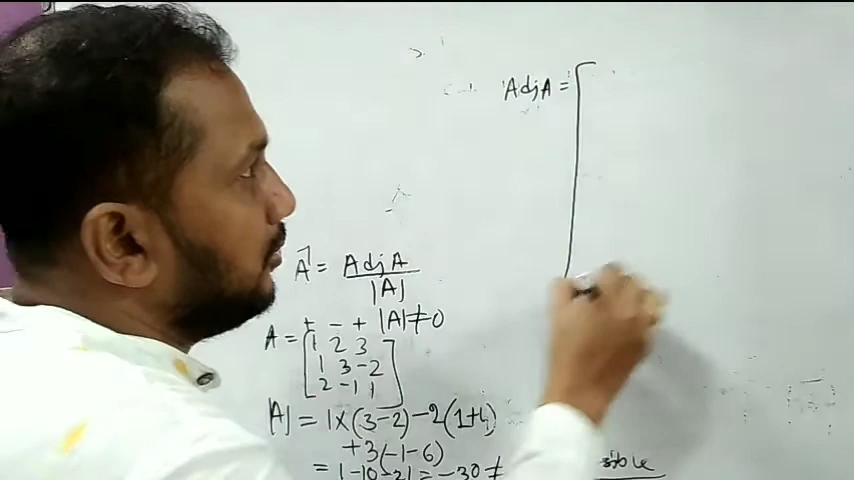 AdjA =
A⁻¹ = AdjA / |A|
|A| ≠ 0
+ - +
A = [1 2 3
1 3 -2
2 -1 1]
|A| = 1×(3-2)-2(1+4)
+3(-1-6)
= 1-10-21 = -30 ≠